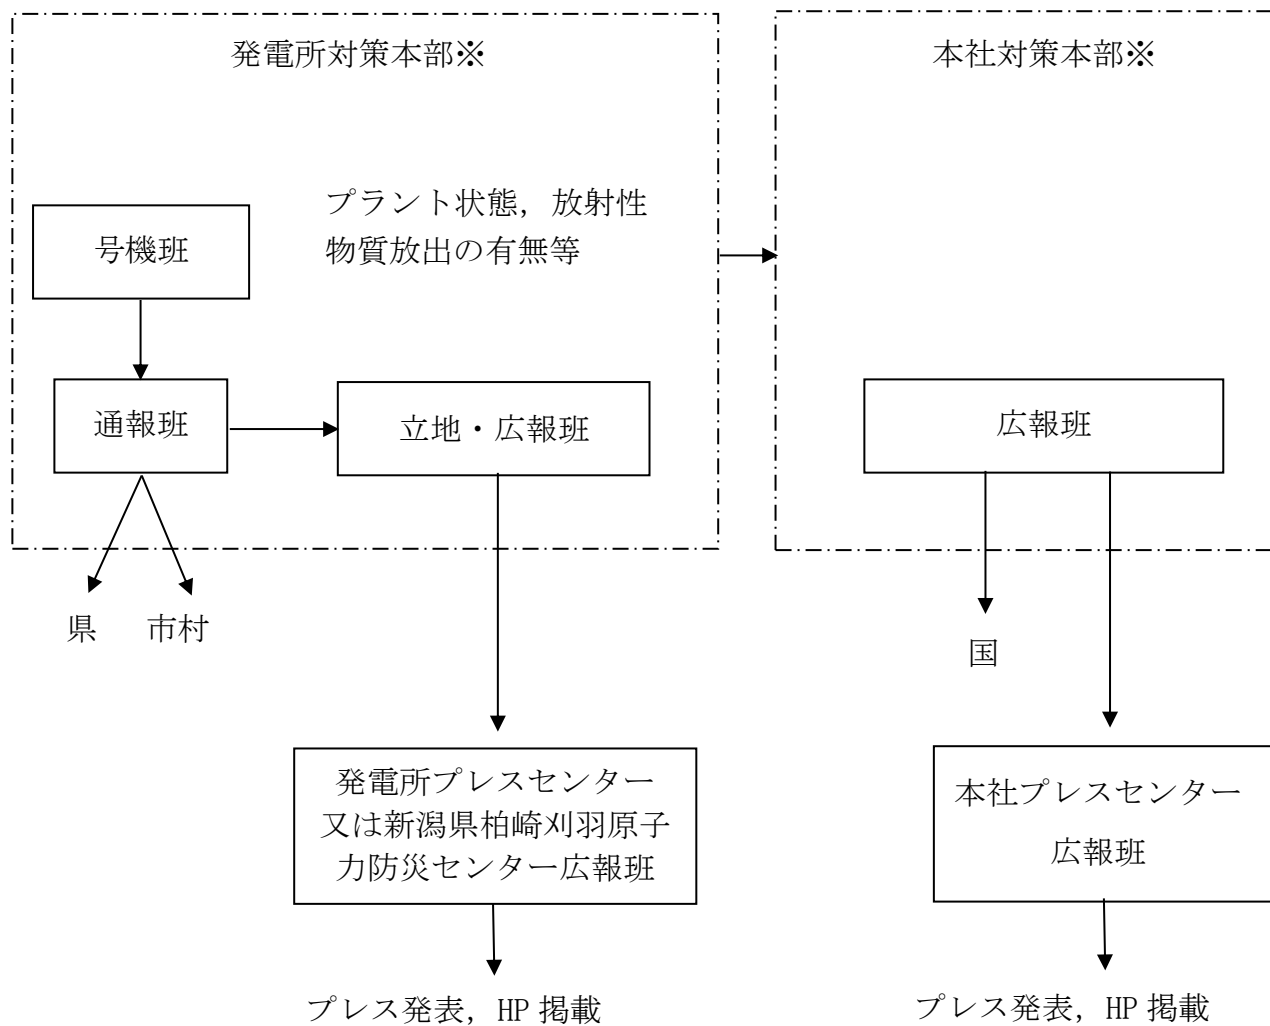 発電所対策本部※
本社対策本部※
プラント状態，放射性
物質放出の有無等
号機班
通報班
立地・広報班
広報班
県
市村
国
発電所プレスセンター
又は新潟県柏崎刈羽原子
力防災センター広報班
本社プレスセンター
広報班
プレス発表，HP 掲載
プレス発表，HP 掲載